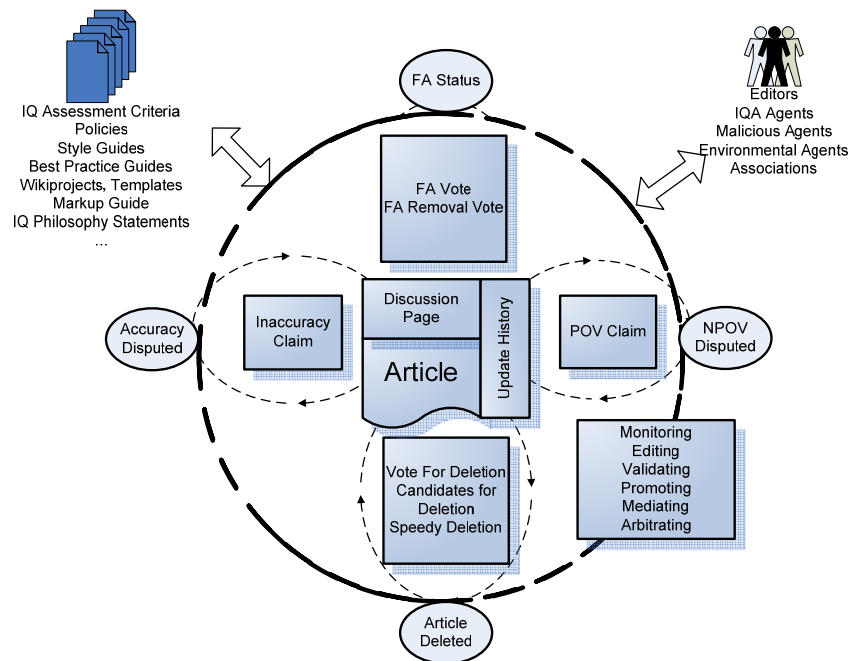 FA Status
IQ Assessment Criteria
Policies
Style Guides
Best Practice Guides
Wikiprojects, Templates
Markup Guide
IQ Philosophy Statements
...
Editors
IQA Agents
Malicious Agents
Environmental Agents
Associations
FA Vote
FA Removal Vote
Accuracy
Disputed
Inaccuracy
Claim
Discussion
Page
Article
Update History
POV Claim
NPOV
Disputed
Vote For Deletion
Candidates for
Deletion
Speedy Deletion
Monitoring
Editing
Validating
Promoting
Mediating
Arbitrating
Article
Deleted